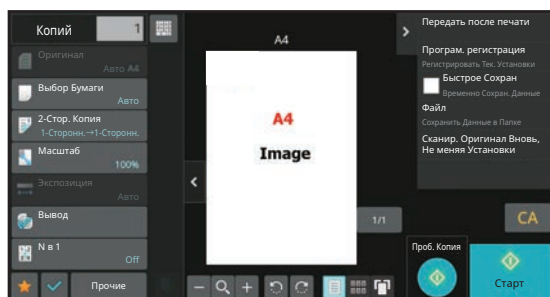 Копий
1
Оригинал
Авто A4
Выбор Бумаги
Авто
2-Стор. Копия
1-Сторонн.→1-Сторонн.
Масштаб
100%
Экспозиция
Авто
Вывод
N в 1
Off
Прочие
A4
A4
Image
1/1
Передать после печати
Програм. регистрация
Регистрировать Тек. Установки
Быстрое Сохран
Временно Сохран. Данные
Файл
Сохранить Данные в Папке
Сканир. Оригинал Вновь,
Не меняя Установки
CA
Проб. Копия
Старт